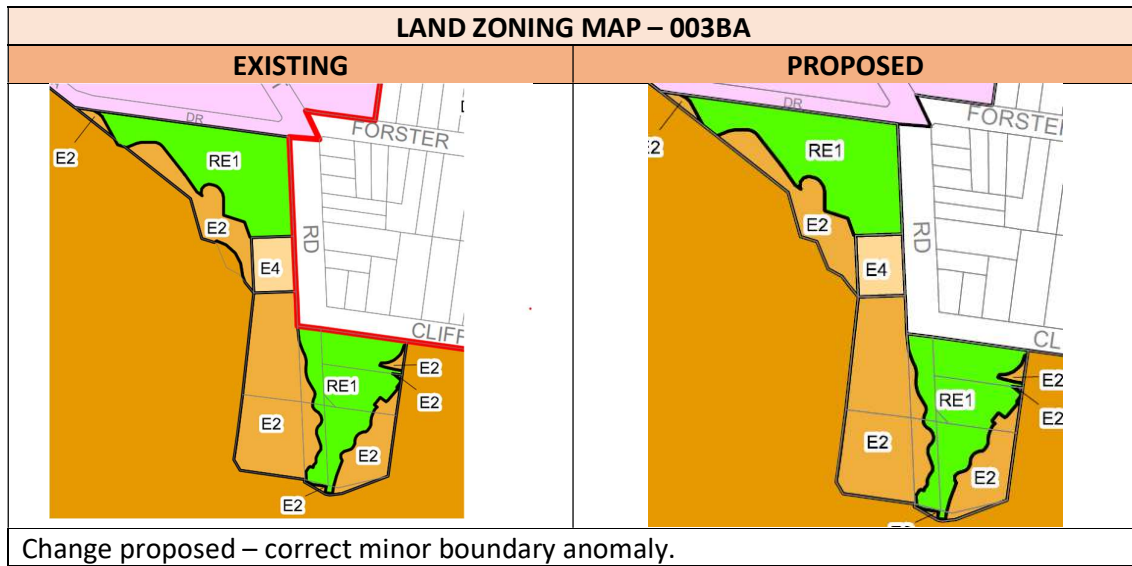 LAND ZONING MAP – 003BA
EXISTING
PROPOSED
DR
FORSTER
E2
RE1
RD
E2
E4
CLIFF
E2
RE1
E2
E2
E2
E2
DR
FORSTE
E2
RE1
RD
E2
E4
CL
E2
RE1
E2
E2
E2
Change proposed – correct minor boundary anomaly.